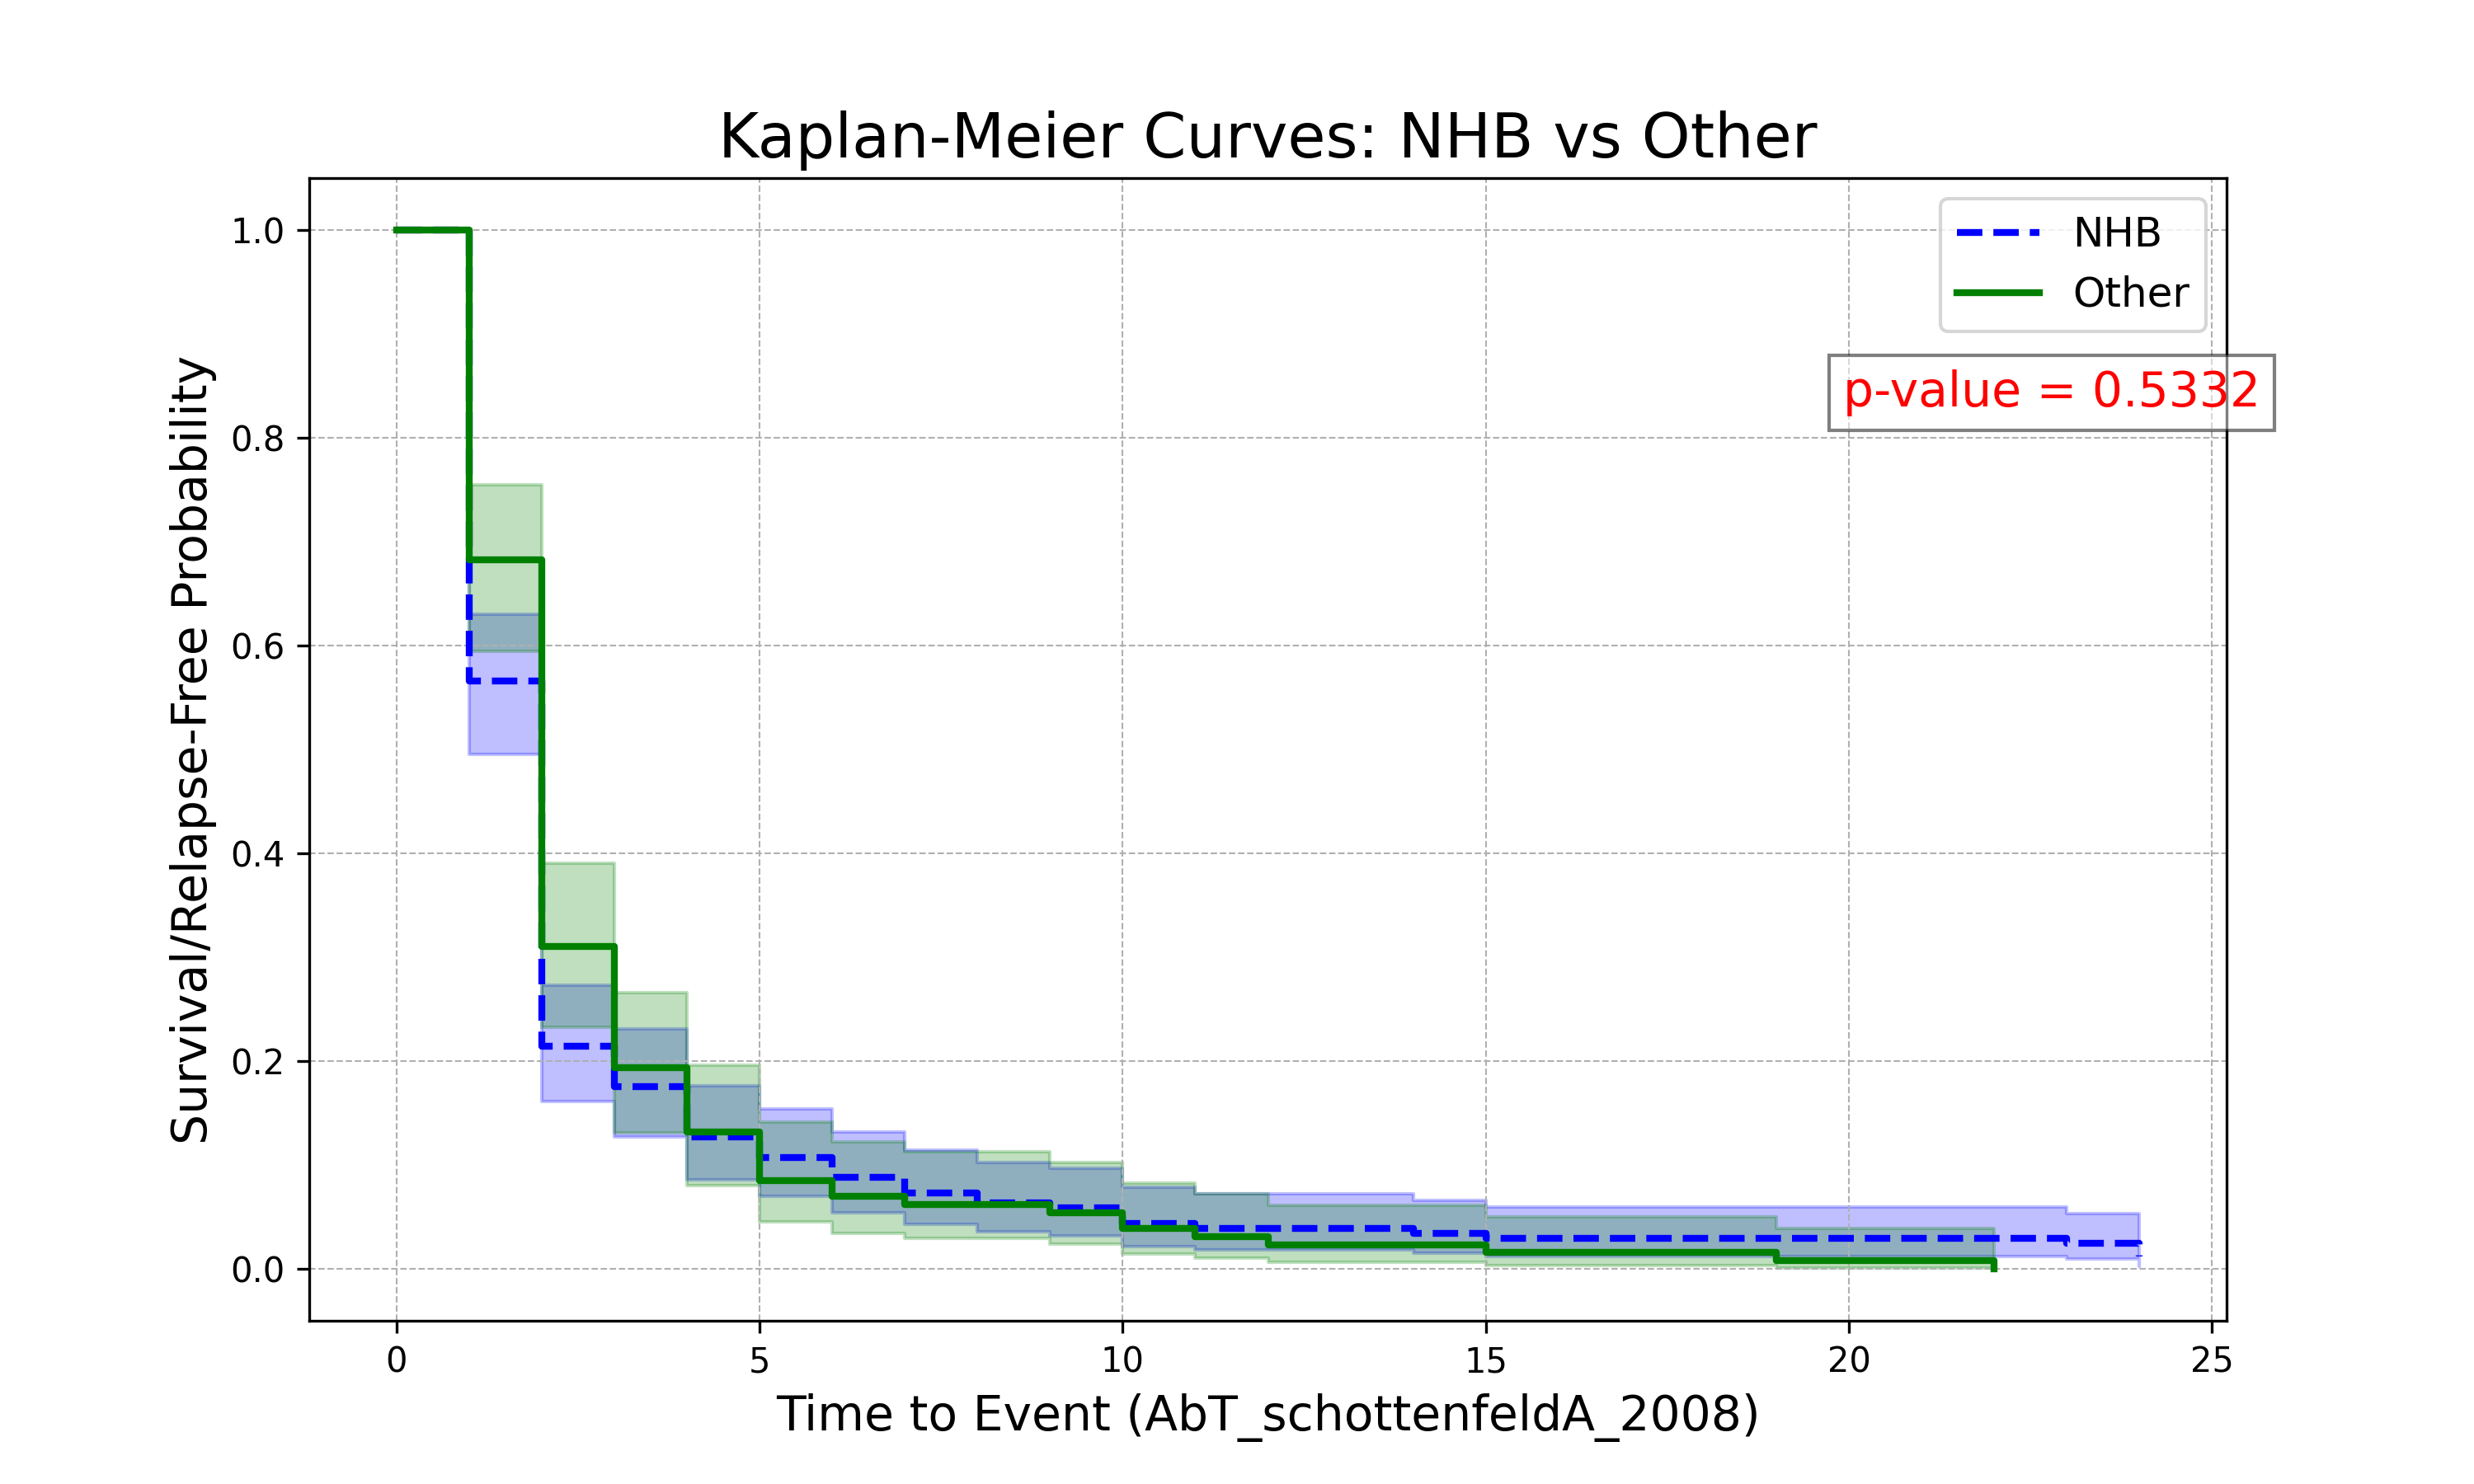 Kaplan-Meier Curves: NHB vs Other
NHB
Other
p-value = 0.5332
Survival/Relapse-Free Probability
1.0
0.8
0.6
0.4
0.2
0.0
0 5 10 15 20 25
Time to Event (AbT_schottenfeldA_2008)